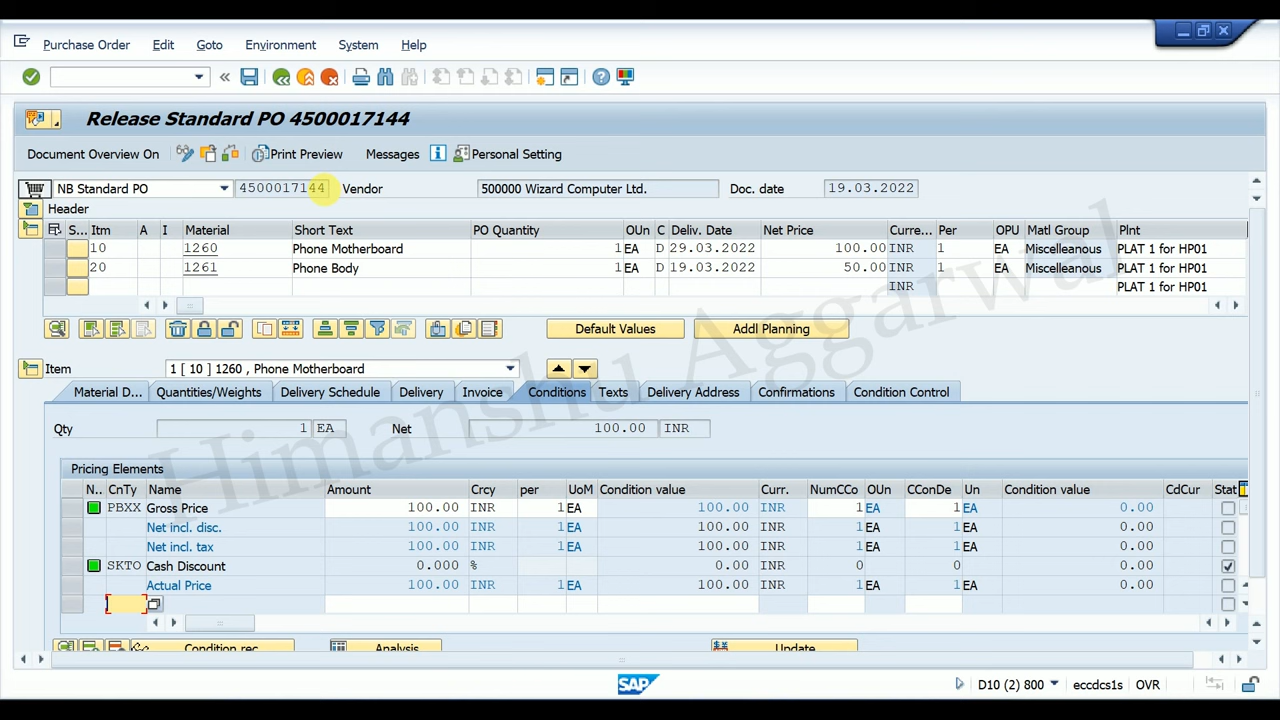 Purchase Order Edit Goto Environment System Help
Release Standard PO 4500017144
Document Overview On Print Preview Messages Personal Setting
NB Standard PO 4500017144 Vendor 500000 Wizard Computer Ltd. Doc. date 19.03.2022
Header
S... Itm A I Material Short Text PO Quantity OUn C Deliv. Date Net Price Curre... Per OPU Matl Group Plnt
10 1260 Phone Motherboard 1 EA D 29.03.2022 100.00 INR 1 EA Miscelleanous PLAT 1 for HP01
20 1261 Phone Body 1 EA D 19.03.2022 50.00 INR 1 EA Miscelleanous PLAT 1 for HP01
INR PLAT 1 for HP01
Default Values Addl Planning
Item 1 [ 10 ] 1260 , Phone Motherboard
Material D... Quantities/Weights Delivery Schedule Delivery Invoice Conditions Texts Delivery Address Confirmations Condition Control
Qty 1 EA Net 100.00 INR
Himanshu Aggarwal
Pricing Elements
N.. CnTy Name Amount Crcy per UoM Condition value Curr. NumCCo OUn CConDe Un Condition value CdCur Stat
PBXX Gross Price 100.00 INR 1 EA 100.00 INR 1 EA 1 EA 0.00
Net incl. disc. 100.00 INR 1 EA 100.00 INR 1 EA 1 EA 0.00
Net incl. tax 100.00 INR 1 EA 100.00 INR 1 EA 1 EA 0.00
SKTO Cash Discount 0.000 % 0.00 INR 0 0 0.00
Actual Price 100.00 INR 1 EA 100.00 INR 1 EA 1 EA 0.00
Condition rec. Analysis Update
SAP D10 (2) 800 eccdcs1s OVR